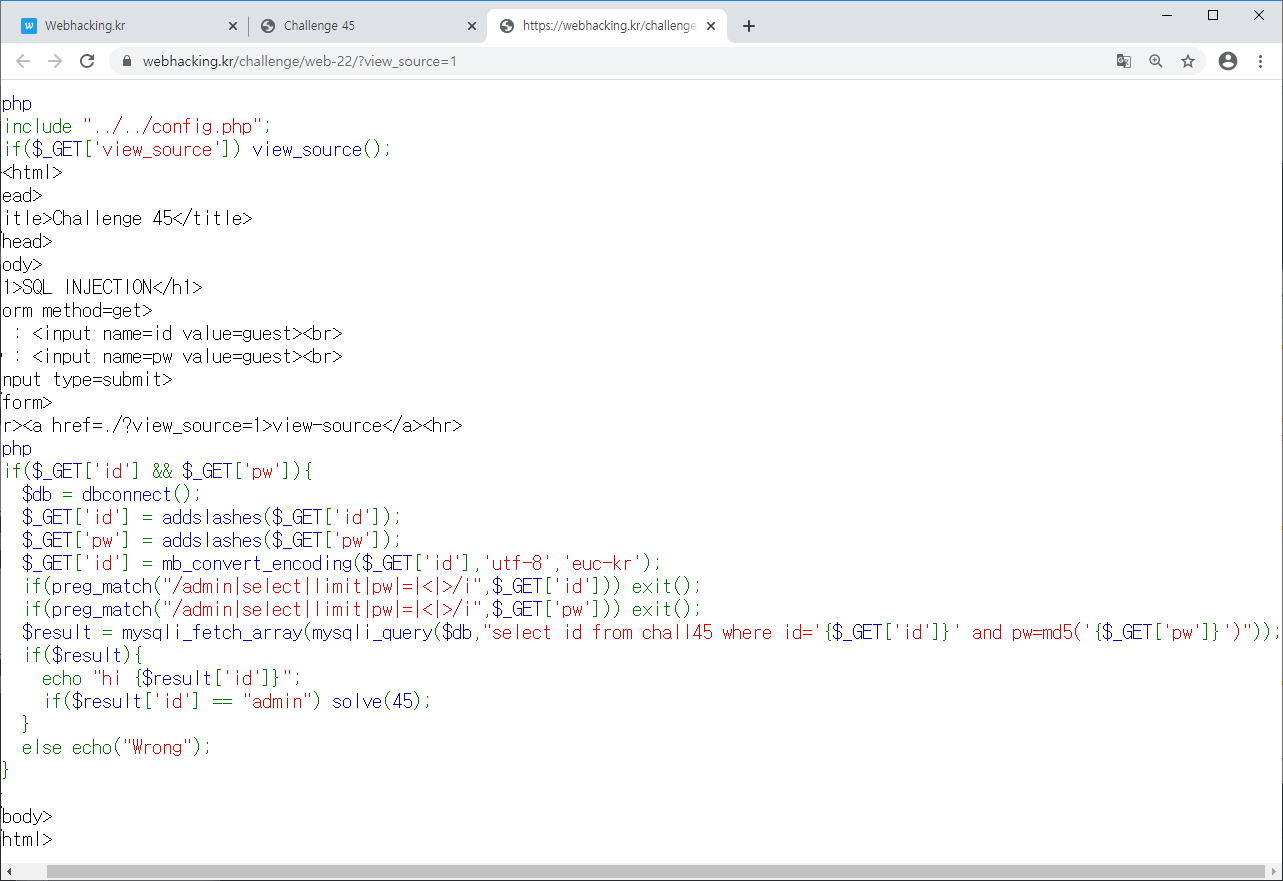 Webhacking.kr
Challenge 45
https://webhacking.kr/challenge
webhacking.kr/challenge/web-22/?view_source=1
php
include "../../config.php";
if($_GET['view_source']) view_source();
<html>
ead>
itle>Challenge 45</title>
head>
ody>
1>SQL INJECTION</h1>
orm method=get>
: <input name=id value=guest><br>
: <input name=pw value=guest><br>
nput type=submit>
form>
r><a href=./?view_source=1>view-source</a><hr>
php
if($_GET['id'] && $_GET['pw']){
$db = dbconnect();
$_GET['id'] = addslashes($_GET['id']);
$_GET['pw'] = addslashes($_GET['pw']);
$_GET['id'] = mb_convert_encoding($_GET['id'],'utf-8','euc-kr');
if(preg_match("/admin|select|limit|pw|=|<|>/i",$_GET['id'])) exit();
if(preg_match("/admin|select|limit|pw|=|<|>/i",$_GET['pw'])) exit();
$result = mysqli_fetch_array(mysqli_query($db,"select id from chall45 where id='{$_GET['id']}' and pw=md5('{$_GET['pw']}')"));
if($result){
echo "hi {$result['id']}";
if($result['id'] == "admin") solve(45);
}
else echo("Wrong");
}
body>
html>